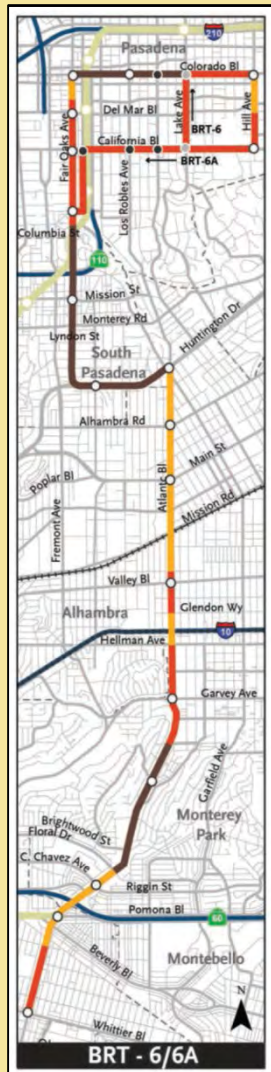 210
Pasadena
Colorado Bl
Fair Oaks Ave
Del Mar Bl
Lake Ave
BRT-6
Hill Ave
California Bl
BRT-6A
Los Robles Ave
Columbia St
110
Mission St
Monterey Rd
Huntington Dr
Lyndon St
South
Pasadena
Alhambra Rd
Atlantic Bl
Main St
Poplar Bl
Fremont Ave
Mission Rd
Valley Bl
Alhambra
Glendon Wy
10
Hellman Ave
Garvey Ave
Garfield Ave
Monterey
Park
Brightwood St
Floral Dr
C. Chavez Ave
Riggin St
Pomona Bl
60
Beverly Bl
Montebello
N
Whittier Bl
BRT - 6/6A